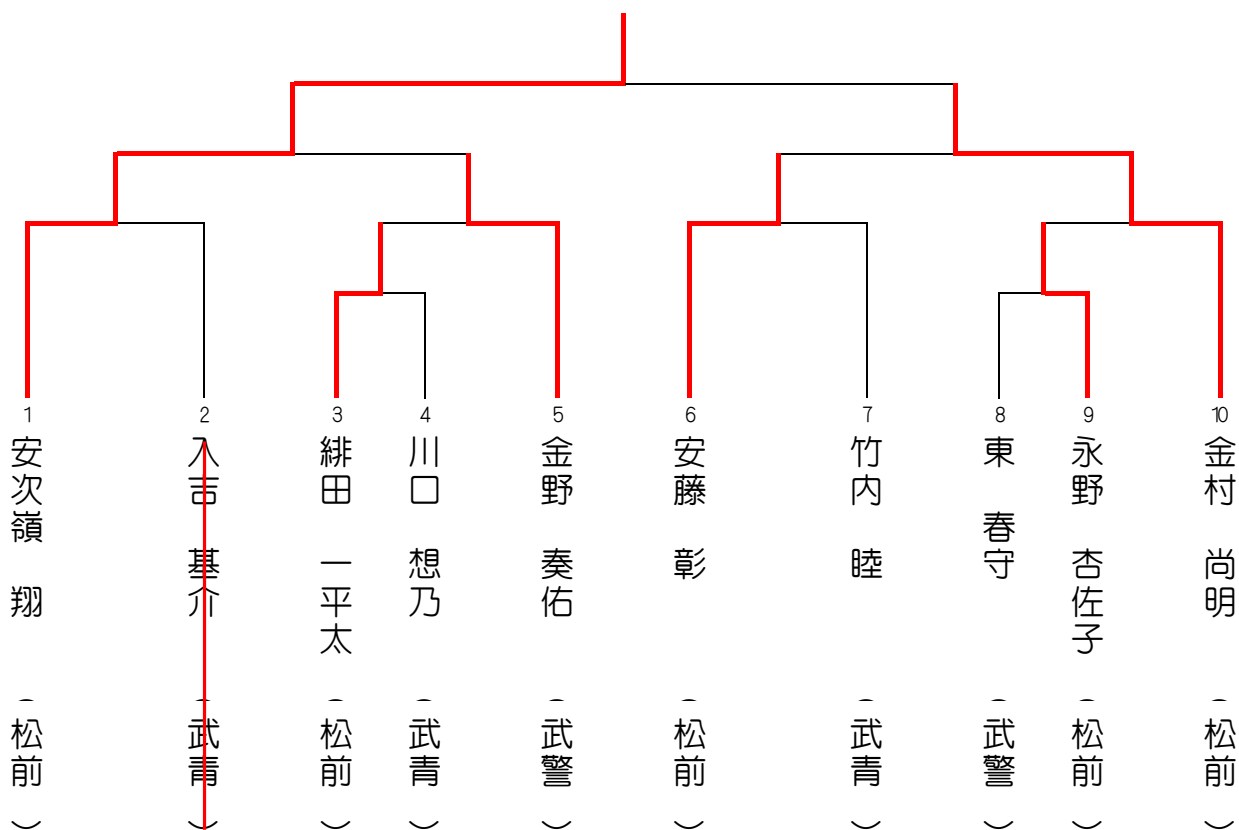 1
安次嶺 翔 （松前）
2
入吉 基介 （武青）
3
緋田 一平太 （松前）
4
川口 想乃 （武青）
5
金野 奏佑 （武警）
6
安藤 彰 （松前）
7
竹内 睦 （武青）
8
東 春守 （武警）
9
永野 杏佐子 （松前）
10
金村 尚明 （松前）